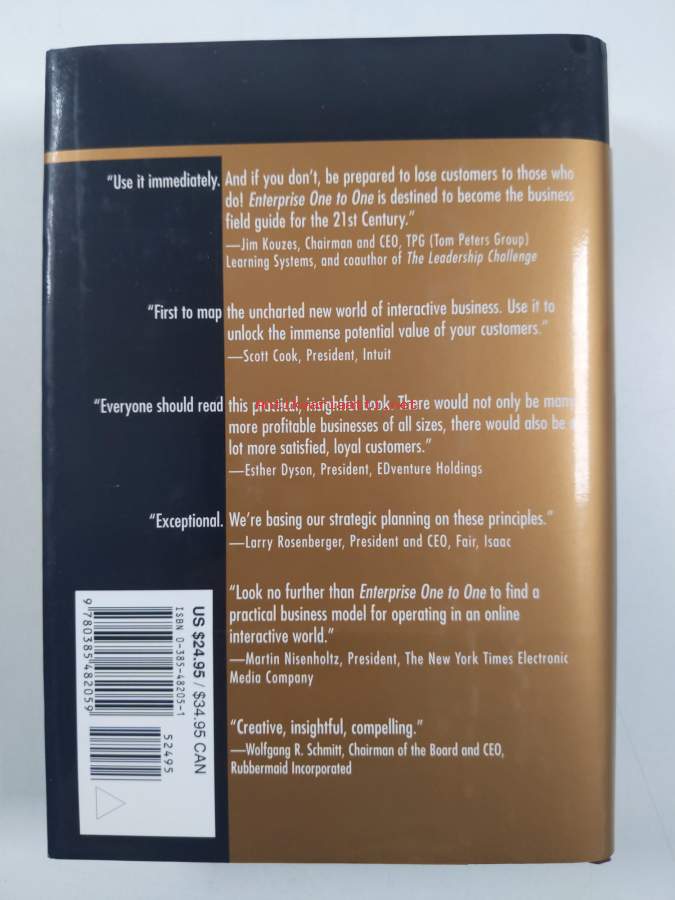 "Use it immediately. And if you don't, be prepared to lose customers to those who
do! Enterprise One to One is destined to become the business
field guide for the 21st Century."
—Jim Kouzes, Chairman and CEO, TPG (Tom Peters Group)
Learning Systems, and coauthor of The Leadership Challenge
"First to map the uncharted new world of interactive business. Use it to
unlock the immense potential value of your customers."
—Scott Cook, President, Intuit
"Everyone should read this practical, insightful book. There would not only be many
more profitable businesses of all sizes, there would also be a
lot more satisfied, loyal customers."
—Esther Dyson, President, EDventure Holdings
"Exceptional. We're basing our strategic planning on these principles."
—Larry Rosenberger, President and CEO, Fair, Isaac
"Look no further than Enterprise One to One to find a
practical business model for operating in an online
interactive world."
—Martin Nisenholtz, President, The New York Times Electronic
Media Company
"Creative, insightful, compelling."
—Wolfgang R. Schmitt, Chairman of the Board and CEO,
Rubbermaid Incorporated
US $24.95 / $34.95 CAN
ISBN 0-385-48205-1
9 780385 482059
52495